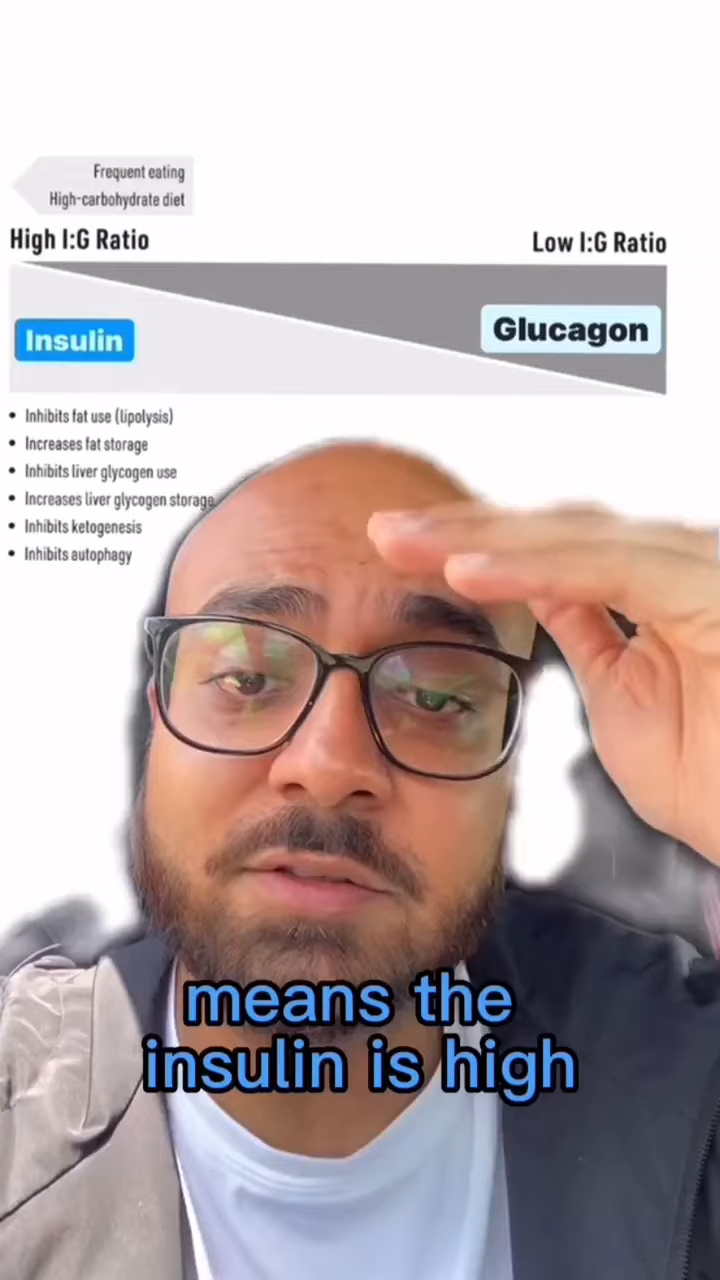 Frequent eating
High-carbohydrate diet
High I:G Ratio
Low I:G Ratio
Insulin
Glucagon
• Inhibits fat use (lipolysis)
• Increases fat storage
• Inhibits liver glycogen use
• Increases liver glycogen storage
• Inhibits ketogenesis
• Inhibits autophagy
means the
insulin is high